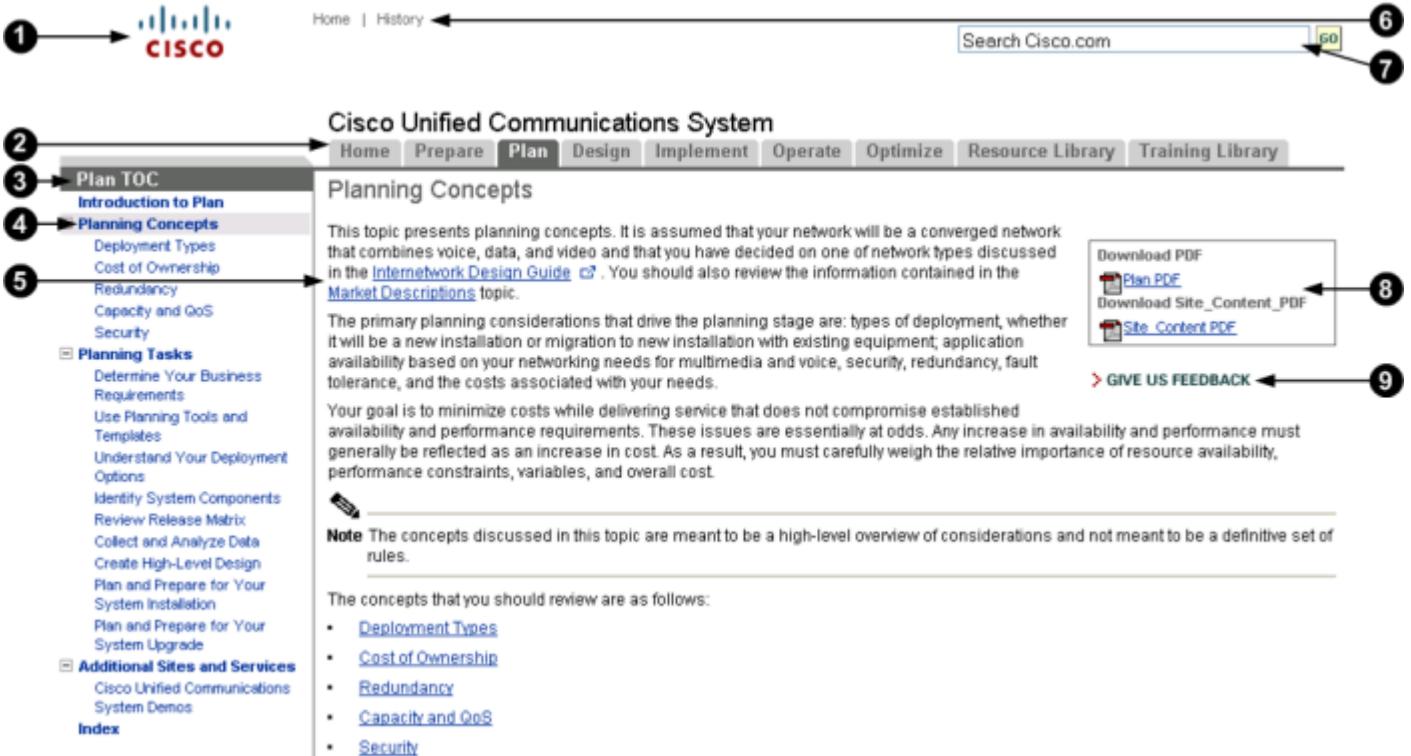 1
CISCO
Home | History
6
Search Cisco.com
GO
7
Cisco Unified Communications System
2
Home Prepare Plan Design Implement Operate Optimize Resource Library Training Library
3
Plan TOC
Introduction to Plan
4
Planning Concepts
Deployment Types
Cost of Ownership
5
Redundancy
Capacity and QoS
Security
Planning Tasks
Determine Your Business
Requirements
Use Planning Tools and
Templates
Understand Your Deployment
Options
Identify System Components
Review Release Matrix
Collect and Analyze Data
Create High-Level Design
Plan and Prepare for Your
System Installation
Plan and Prepare for Your
System Upgrade
Additional Sites and Services
Cisco Unified Communications
System Demos
Index
Planning Concepts
This topic presents planning concepts. It is assumed that your network will be a converged network
that combines voice, data, and video and that you have decided on one of network types discussed
in the Internetwork Design Guide . You should also review the information contained in the
Market Descriptions topic.
The primary planning considerations that drive the planning stage are: types of deployment, whether
it will be a new installation or migration to new installation with existing equipment; application
availability based on your networking needs for multimedia and voice, security, redundancy, fault
tolerance, and the costs associated with your needs.
Your goal is to minimize costs while delivering service that does not compromise established
availability and performance requirements. These issues are essentially at odds. Any increase in availability and performance must
generally be reflected as an increase in cost. As a result, you must carefully weigh the relative importance of resource availability,
performance constraints, variables, and overall cost.
Note The concepts discussed in this topic are meant to be a high-level overview of considerations and not meant to be a definitive set of
rules.
The concepts that you should review are as follows:
• Deployment Types
• Cost of Ownership
• Redundancy
• Capacity and QoS
• Security
Download PDF
Plan PDF
8
Download Site_Content_PDF
Site_Content PDF
GIVE US FEEDBACK
9